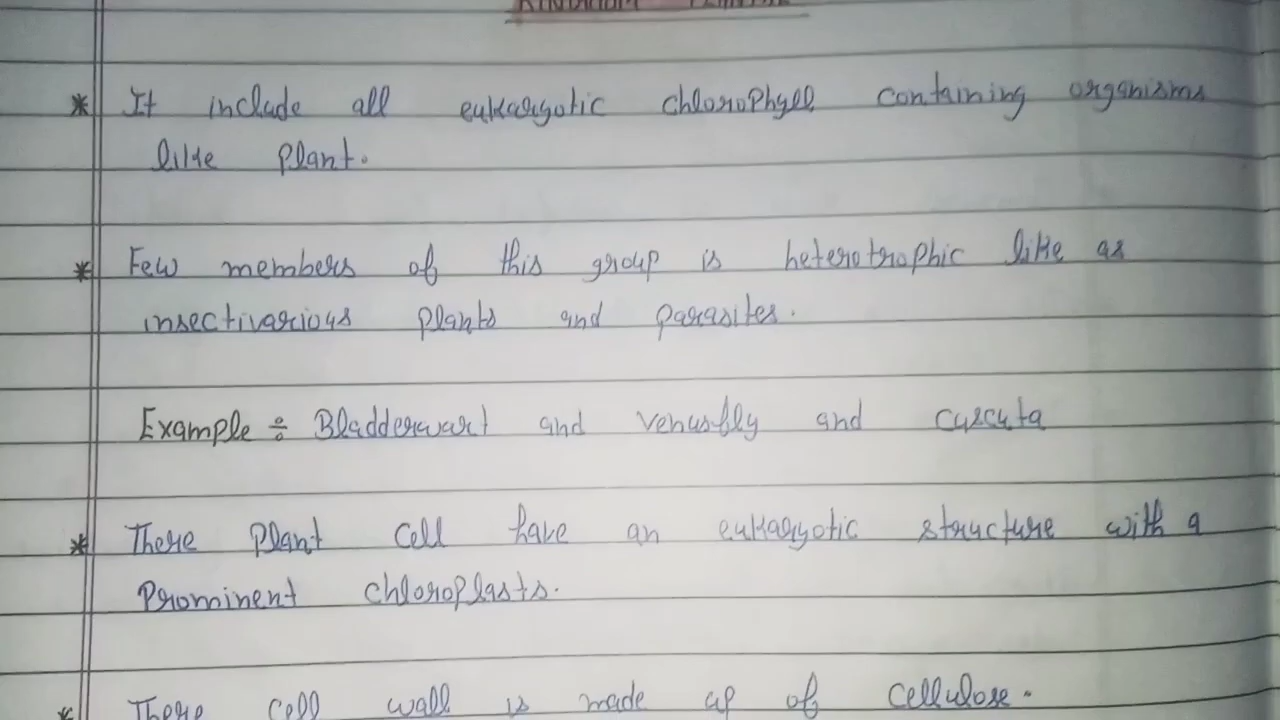 * It include all eukaryotic chlorophyll containing organisms
like plant.
* Few members of this group is heterotrophic like as
insectivarious plants and parasites.
Example ÷ Bladderwart and venusfly and cuscuta
* There plant cell have an eukaryotic structure with a
prominent chloroplasts.
* There cell wall is made up of cellulose.